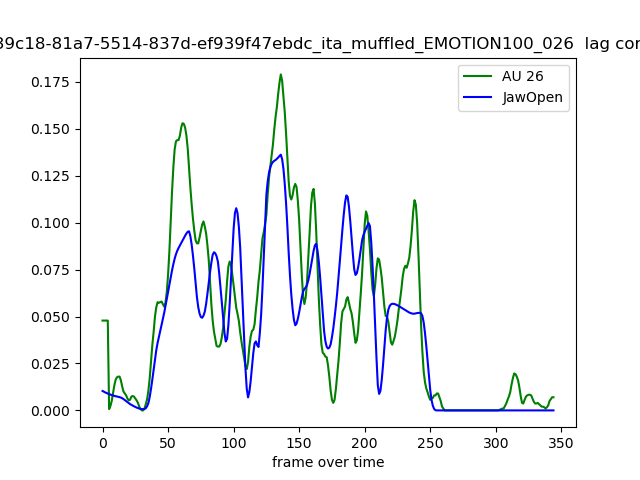 39c18-81a7-5514-837d-ef939f47ebdc_ita_muffled_EMOTION100_026 lag cor
AU 26
JawOpen
0.175
0.150
0.125
0.100
0.075
0.050
0.025
0.000
0 50 100 150 200 250 300 350
frame over time